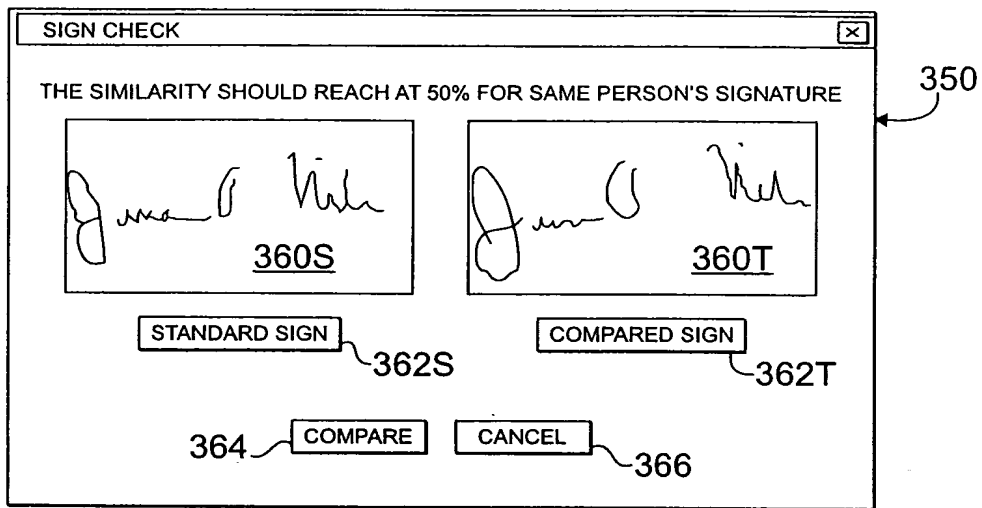 SIGN CHECK
THE SIMILARITY SHOULD REACH AT 50% FOR SAME PERSON'S SIGNATURE
350
360S
360T
STANDARD SIGN
COMPARED SIGN
362S
362T
364
COMPARE
CANCEL
366